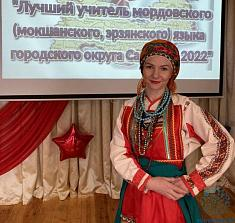 "Лучший учитель мордовского
(мокшанского, эрзянского) языка
городского округа Са
2022"